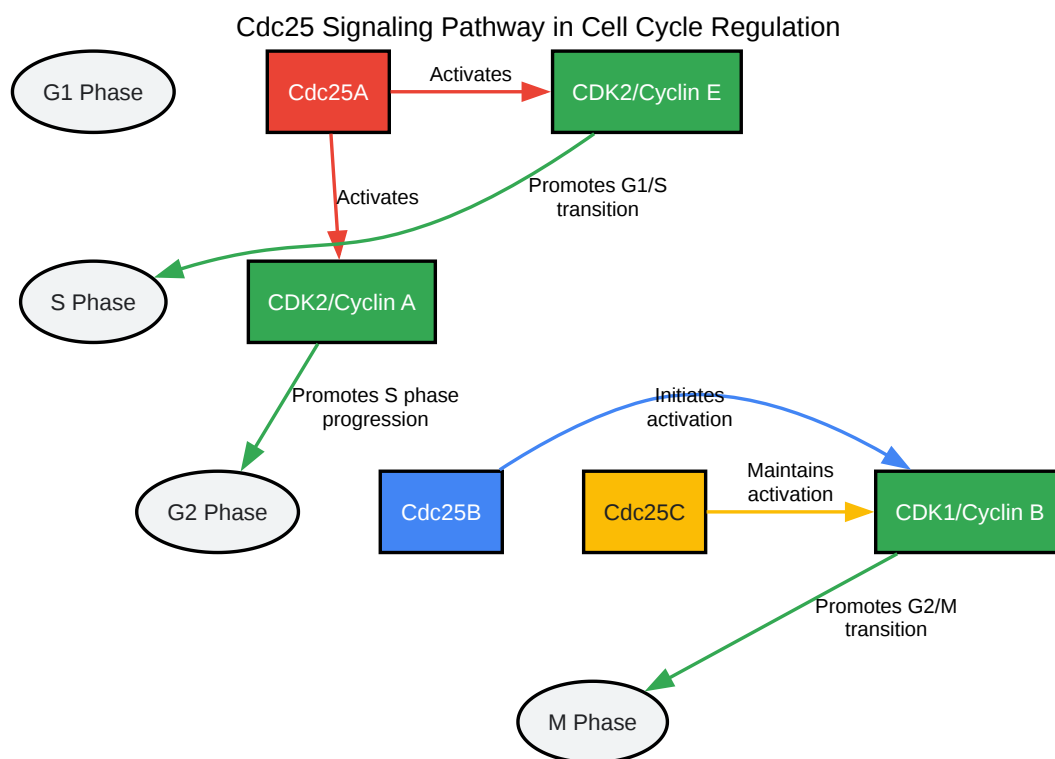 Cdc25 Signaling Pathway in Cell Cycle Regulation
G1 Phase
Cdc25A
Activates
CDK2/Cyclin E
Activates
Promotes G1/S
transition
S Phase
CDK2/Cyclin A
Promotes S phase
progression
Initiates
activation
G2 Phase
Cdc25B
Cdc25C
Maintains
activation
CDK1/Cyclin B
Promotes G2/M
transition
M Phase